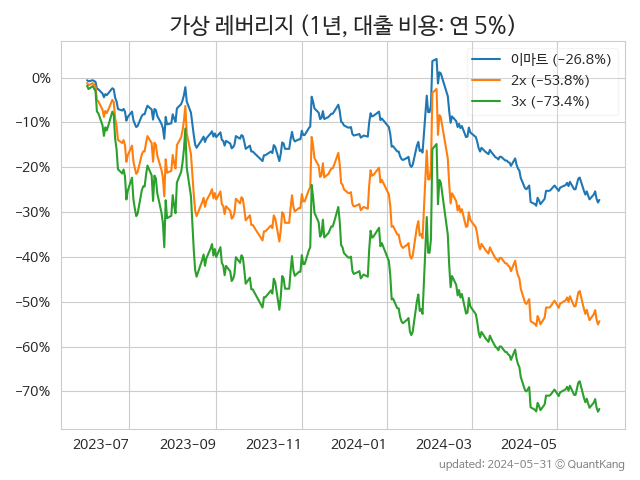 가상 레버리지 (1년, 대출 비용: 연 5%)
이마트 (−26.8%)
2x (−53.8%)
3x (−73.4%)
0%
−10%
−20%
−30%
−40%
−50%
−60%
−70%
2023-07
2023-09
2023-11
2024-01
2024-03
2024-05
updated: 2024-05-31 © QuantKang